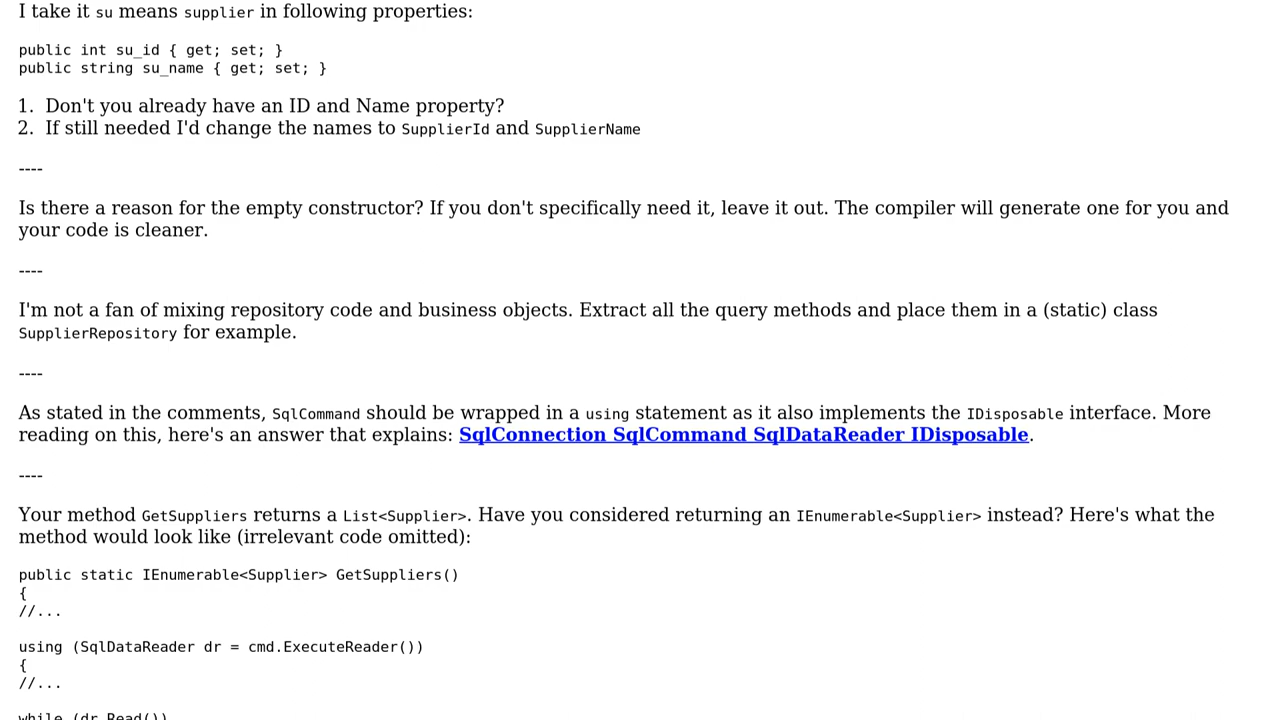 I take it su means supplier in following properties:
public int su_id { get; set; }
public string su_name { get; set; }
1. Don't you already have an ID and Name property?
2. If still needed I'd change the names to SupplierId and SupplierName
----
Is there a reason for the empty constructor? If you don't specifically need it, leave it out. The compiler will generate one for you and
your code is cleaner.
----
I'm not a fan of mixing repository code and business objects. Extract all the query methods and place them in a (static) class
SupplierRepository for example.
----
As stated in the comments, SqlCommand should be wrapped in a using statement as it also implements the IDisposable interface. More
reading on this, here's an answer that explains: SqlConnection SqlCommand SqlDataReader IDisposable.
----
Your method GetSuppliers returns a List<Supplier>. Have you considered returning an IEnumerable<Supplier> instead? Here's what the
method would look like (irrelevant code omitted):
public static IEnumerable<Supplier> GetSuppliers()
{
//...
using (SqlDataReader dr = cmd.ExecuteReader())
{
//...
while (dr.Read())